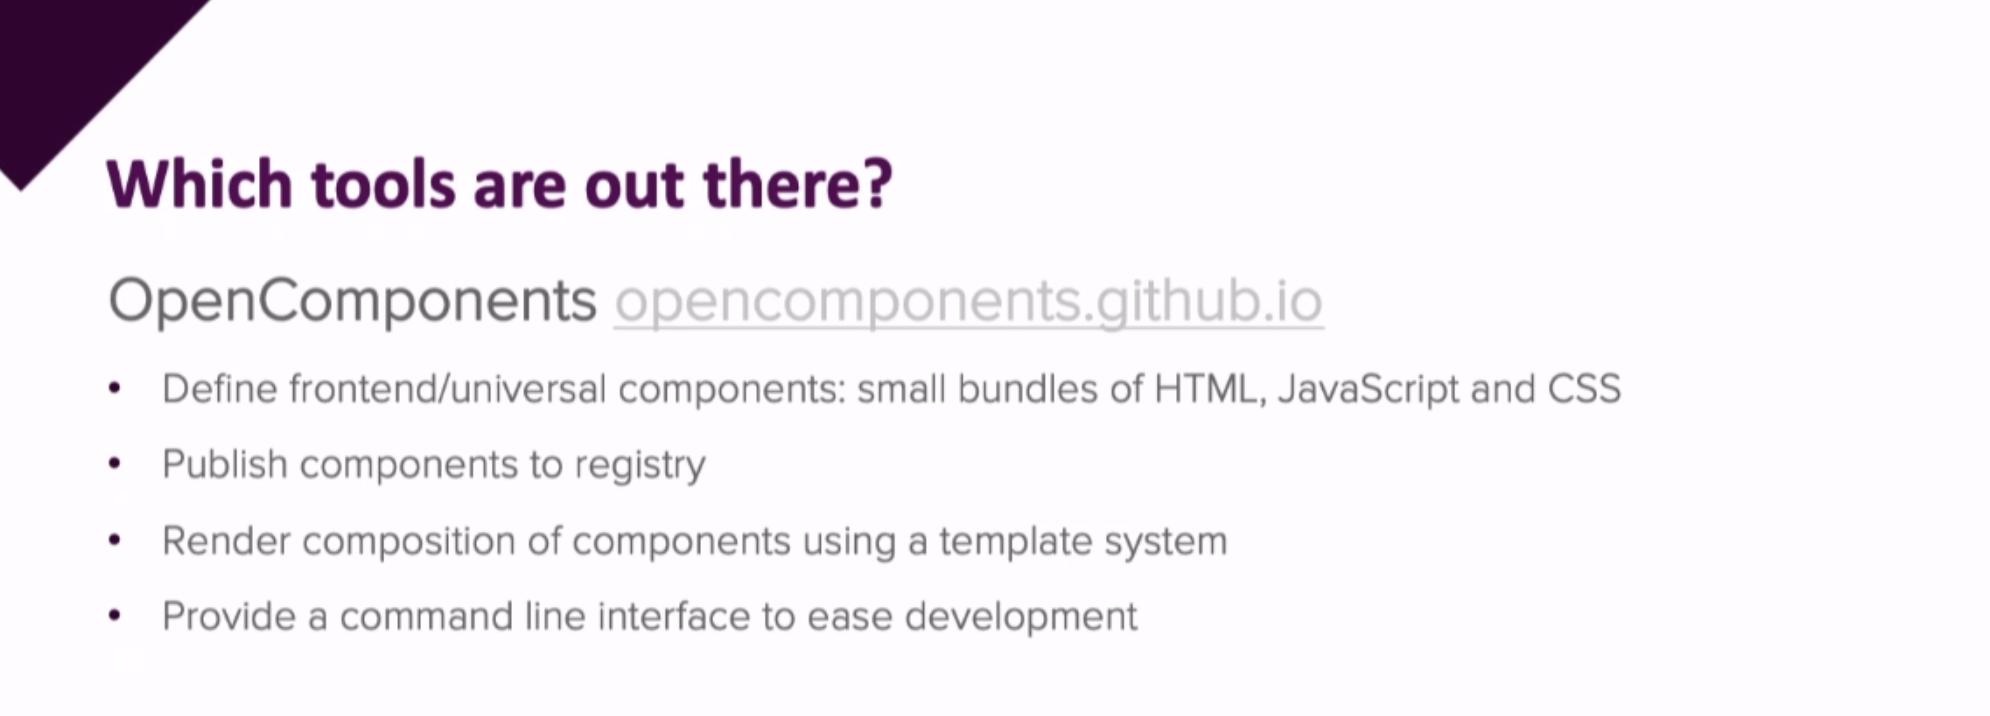 Which tools are out there?
OpenComponents opencomponents.github.io
• Define frontend/universal components: small bundles of HTML, JavaScript and CSS
• Publish components to registry
• Render composition of components using a template system
• Provide a command line interface to ease development